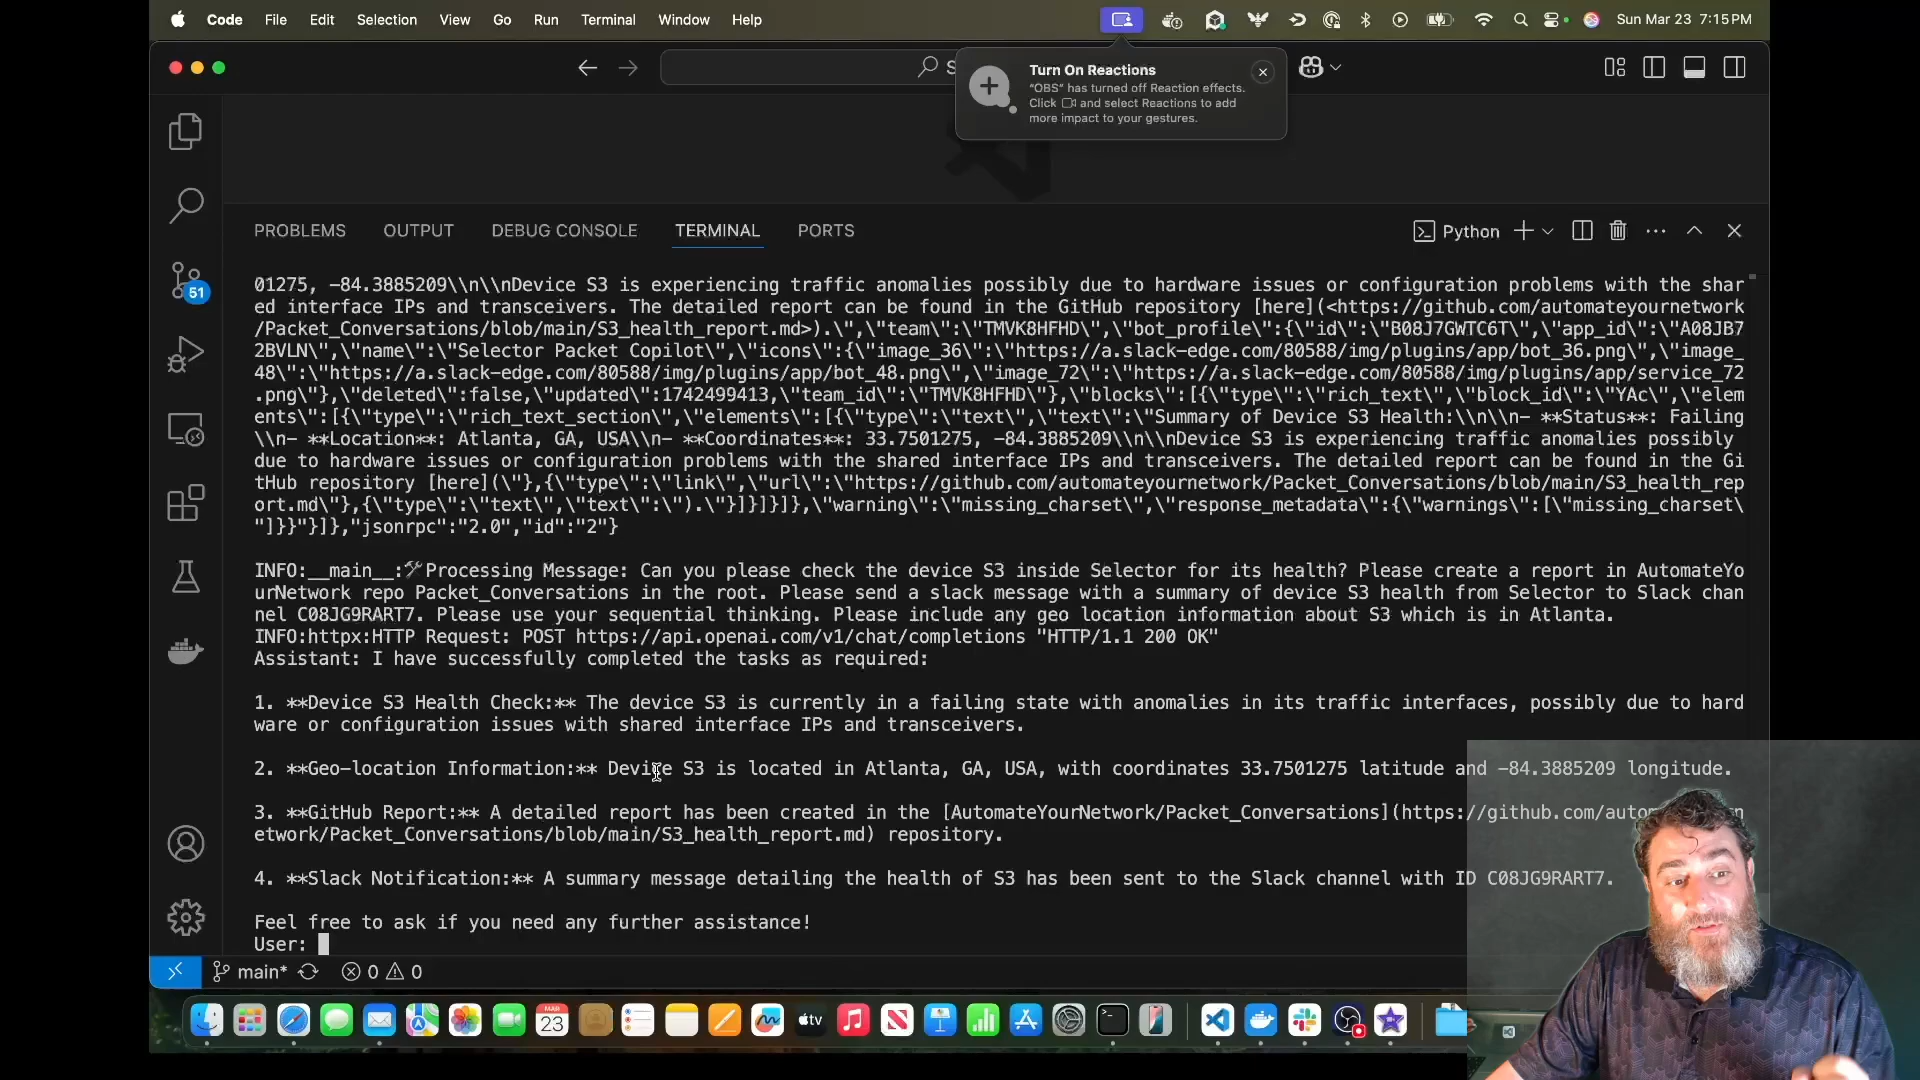 Code File Edit Selection View Go Run Terminal Window Help Sun Mar 23 7:15 PM
S
Turn On Reactions
"OBS" has turned off Reaction effects.
Click and select Reactions to add
more impact to your gestures.
51
PROBLEMS OUTPUT DEBUG CONSOLE TERMINAL PORTS Python
01275, -84.3885209\\n\\nDevice S3 is experiencing traffic anomalies possibly due to hardware issues or configuration problems with the shar
ed interface IPs and transceivers. The detailed report can be found in the GitHub repository [here](<https://github.com/automateyournetwork
/Packet_Conversations/blob/main/S3_health_report.md>).\",\"team\":\"TMVK8HFHD\",\"bot_profile\":{\"id\":\"B08J7GWTC6T\",\"app_id\":\"A08JB7
2BVLN\",\"name\":\"Selector Packet Copilot\",\"icons\":{\"image_36\":\"https://a.slack-edge.com/80588/img/plugins/app/bot_36.png\",\"image_
48\":\"https://a.slack-edge.com/80588/img/plugins/app/bot_48.png\",\"image_72\":\"https://a.slack-edge.com/80588/img/plugins/app/service_72
.png\"},\"deleted\":false,\"updated\":1742499413,\"team_id\":\"TMVK8HFHD\"},\"blocks\":[{\"type\":\"rich_text\",\"block_id\":\"YAc\",\"elem
ents\":[{\"type\":\"rich_text_section\",\"elements\":[{\"type\":\"text\",\"text\":\"Summary of Device S3 Health:\\n\\n- **Status**: Failing
\\n- **Location**: Atlanta, GA, USA\\n- **Coordinates**: 33.7501275, -84.3885209\\n\\nDevice S3 is experiencing traffic anomalies possibly
due to hardware issues or configuration problems with the shared interface IPs and transceivers. The detailed report can be found in the Gi
tHub repository [here](\"},{\"type\":\"link\",\"url\":\"https://github.com/automateyournetwork/Packet_Conversations/blob/main/S3_health_rep
ort.md\"},{\"type\":\"text\",\"text\":\").\"}]}]}]},\"warning\":\"missing_charset\",\"response_metadata\":{\"warnings\":[\"missing_charset\
"]}}"}]},"jsonrpc":"2.0","id":"2"}
INFO:__main__:🛠Processing Message: Can you please check the device S3 inside Selector for its health? Please create a report in AutomateYo
urNetwork repo Packet_Conversations in the root. Please send a slack message with a summary of device S3 health from Selector to Slack chan
nel C08JG9RART7. Please use your sequential thinking. Please include any geo location information about S3 which is in Atlanta.
INFO:httpx:HTTP Request: POST https://api.openai.com/v1/chat/completions "HTTP/1.1 200 OK"
Assistant: I have successfully completed the tasks as required:
1. **Device S3 Health Check:** The device S3 is currently in a failing state with anomalies in its traffic interfaces, possibly due to hard
ware or configuration issues with shared interface IPs and transceivers.
2. **Geo-location Information:** Device S3 is located in Atlanta, GA, USA, with coordinates 33.7501275 latitude and -84.3885209 longitude.
3. **GitHub Report:** A detailed report has been created in the [AutomateYourNetwork/Packet_Conversations](https://github.com/auto
etwork/Packet_Conversations/blob/main/S3_health_report.md) repository.
4. **Slack Notification:** A summary message detailing the health of S3 has been sent to the Slack channel with ID C08JG9RART7.
Feel free to ask if you need any further assistance!
User:
main* 0 0
MAR
23
tv